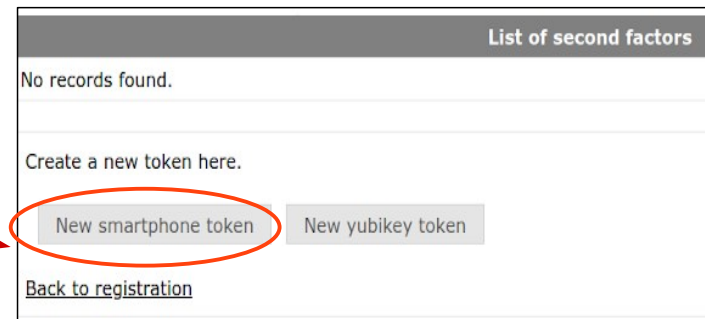 List of second factors
No records found.
Create a new token here.
New smartphone token New yubikey token
Back to registration